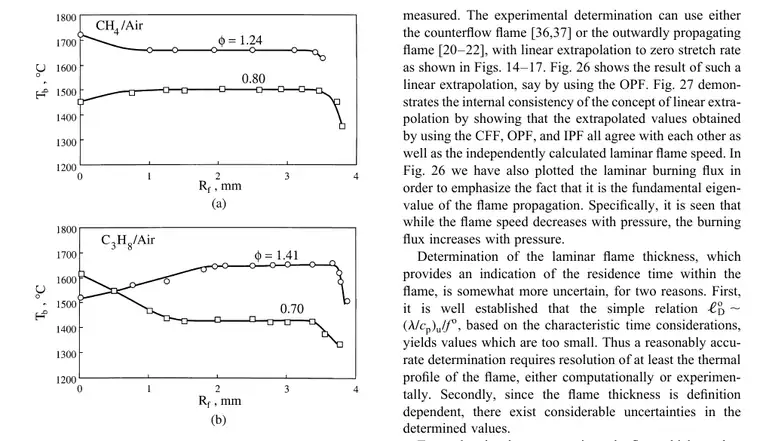 1800
CH4/Air
1700
ϕ = 1.24
1600
0.80
1500
1400
1300
1200
Tb , °C
0 1 2 3 4
Rf , mm
(a)
1800
C3H8/Air
1700
ϕ = 1.41
1600
1500
0.70
1400
1300
1200
Tb , °C
0 1 2 3 4
Rf , mm
(b)
measured. The experimental determination can use either
the counterflow flame [36,37] or the outwardly propagating
flame [20–22], with linear extrapolation to zero stretch rate
as shown in Figs. 14–17. Fig. 26 shows the result of such a
linear extrapolation, say by using the OPF. Fig. 27 demon-
strates the internal consistency of the concept of linear extra-
polation by showing that the extrapolated values obtained
by using the CFF, OPF, and IPF all agree with each other as
well as the independently calculated laminar flame speed. In
Fig. 26 we have also plotted the laminar burning flux in
order to emphasize the fact that it is the fundamental eigen-
value of the flame propagation. Specifically, it is seen that
while the flame speed decreases with pressure, the burning
flux increases with pressure.
Determination of the laminar flame thickness, which
provides an indication of the residence time within the
flame, is somewhat more uncertain, for two reasons. First,
it is well established that the simple relation ℓ°D ~
(λ/cp)u/f°, based on the characteristic time considerations,
yields values which are too small. Thus a reasonably accu-
rate determination requires resolution of at least the thermal
profile of the flame, either computationally or experimen-
tally. Secondly, since the flame thickness is definition
dependent, there exist considerable uncertainties in the
determined values.